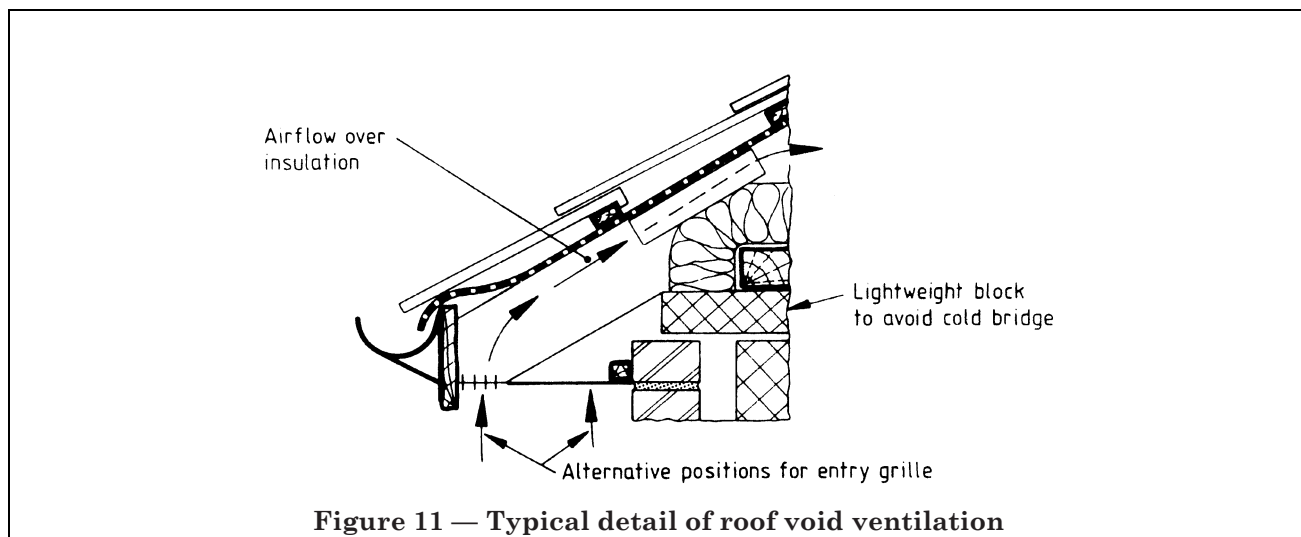 Airflow over
insulation
Lightweight block
to avoid cold bridge
Alternative positions for entry grille
Figure 11 — Typical detail of roof void ventilation